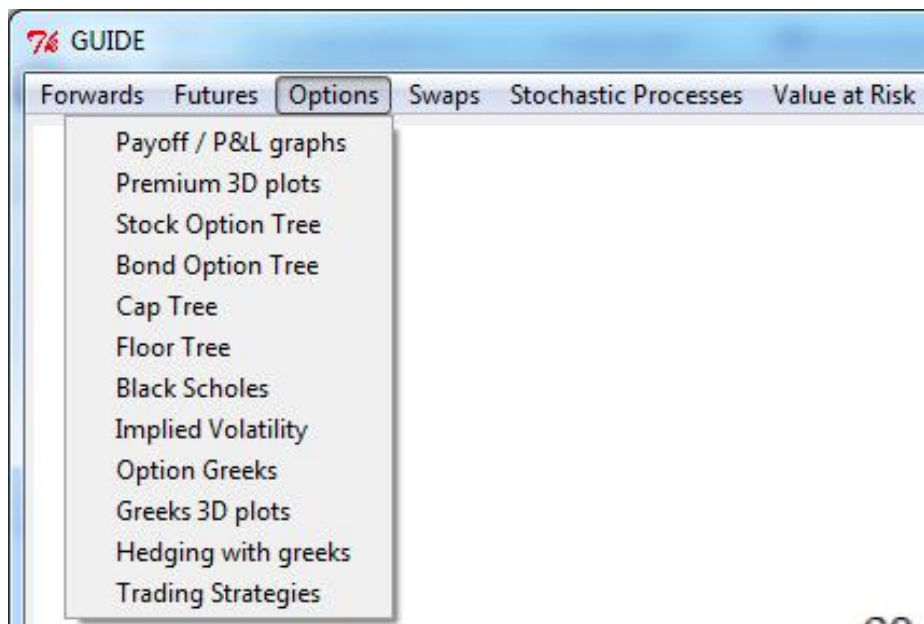 GUIDE
Forwards Futures Options Swaps Stochastic Processes Value at Risk
Payoff / P&L graphs
Premium 3D plots
Stock Option Tree
Bond Option Tree
Cap Tree
Floor Tree
Black Scholes
Implied Volatility
Option Greeks
Greeks 3D plots
Hedging with greeks
Trading Strategies